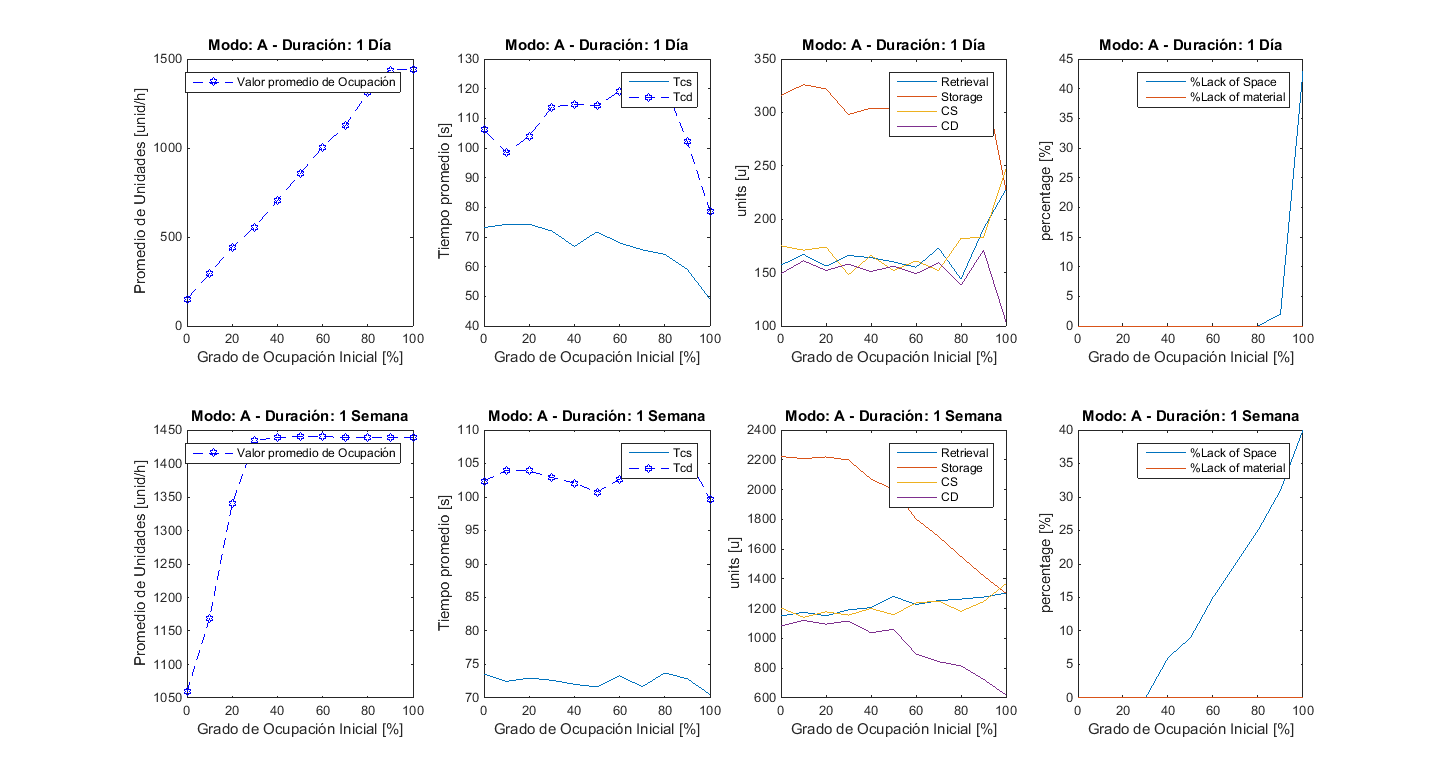 Modo: A - Duración: 1 Día
Promedio de Unidades [unid/h]
1500
1000
500
0
Valor promedio de Ocupación
0 20 40 60 80 100
Grado de Ocupación Inicial [%]
Modo: A - Duración: 1 Día
Tiempo promedio [s]
130
120
110
100
90
80
70
60
50
40
Tcs
Tcd
0 20 40 60 80 100
Grado de Ocupación Inicial [%]
Modo: A - Duración: 1 Día
units [u]
350
300
250
200
150
100
Retrieval
Storage
CS
CD
0 20 40 60 80 100
Grado de Ocupación Inicial [%]
Modo: A - Duración: 1 Día
percentage [%]
45
40
35
30
25
20
15
10
5
0
%Lack of Space
%Lack of material
0 20 40 60 80 100
Grado de Ocupación Inicial [%]
Modo: A - Duración: 1 Semana
Promedio de Unidades [unid/h]
1450
1400
1350
1300
1250
1200
1150
1100
1050
Valor promedio de Ocupación
0 20 40 60 80 100
Grado de Ocupación Inicial [%]
Modo: A - Duración: 1 Semana
Tiempo promedio [s]
110
105
100
95
90
85
80
75
70
Tcs
Tcd
0 20 40 60 80 100
Grado de Ocupación Inicial [%]
Modo: A - Duración: 1 Semana
units [u]
2400
2200
2000
1800
1600
1400
1200
1000
800
600
Retrieval
Storage
CS
CD
0 20 40 60 80 100
Grado de Ocupación Inicial [%]
Modo: A - Duración: 1 Semana
percentage [%]
40
35
30
25
20
15
10
5
0
%Lack of Space
%Lack of material
0 20 40 60 80 100
Grado de Ocupación Inicial [%]